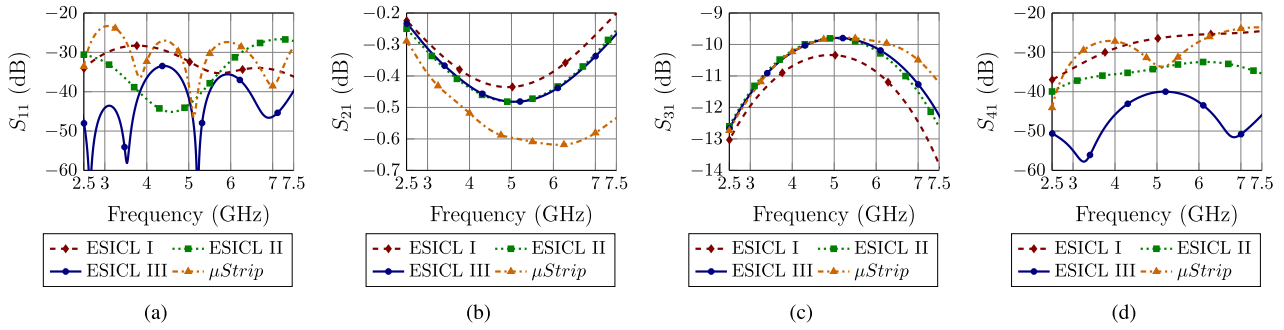 −20
−30
−40
−50
−60
S11 (dB)
2.5 3 4 5 6 7 7.5
Frequency (GHz)
ESICL I ESICL II
ESICL III μStrip
(a)
−0.2
−0.3
−0.4
−0.5
−0.6
−0.7
S21 (dB)
2.5 3 4 5 6 7 7.5
Frequency (GHz)
ESICL I ESICL II
ESICL III μStrip
(b)
−9
−10
−11
−12
−13
−14
S31 (dB)
2.5 3 4 5 6 7 7.5
Frequency (GHz)
ESICL I ESICL II
ESICL III μStrip
(c)
−20
−30
−40
−50
−60
S41 (dB)
2.5 3 4 5 6 7 7.5
Frequency (GHz)
ESICL I ESICL II
ESICL III μStrip
(d)